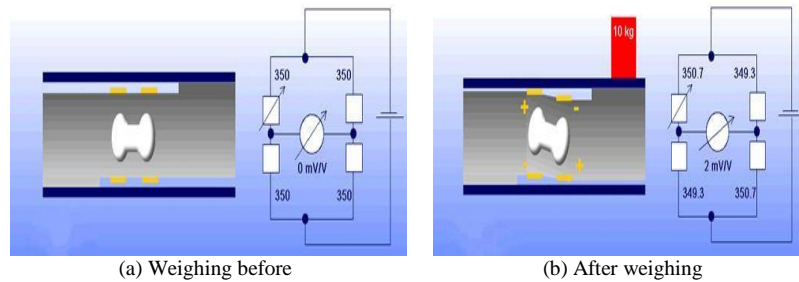 350 350
0 mV/V
350 350
10 kg
350.7 349.3
+ -
2 mV/V
- +
349.3 350.7
(a) Weighing before
(b) After weighing